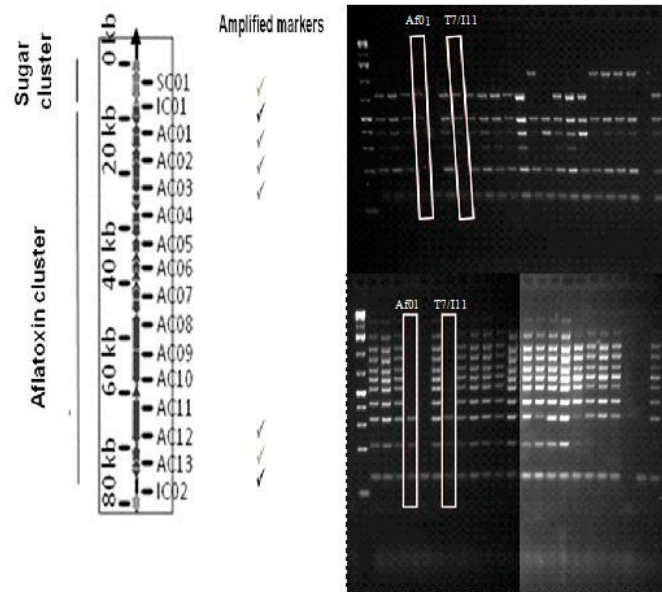 Amplified markers
Sugar cluster
Aflatoxin cluster
0 kb
20 kb
40 kb
60 kb
80 kb
SC01
IC01
AC01
AC02
AC03
AC04
AC05
AC06
AC07
AC08
AC09
AC10
AC11
AC12
AC13
IC02
Af01 T7/I11
Af01 T7/I11